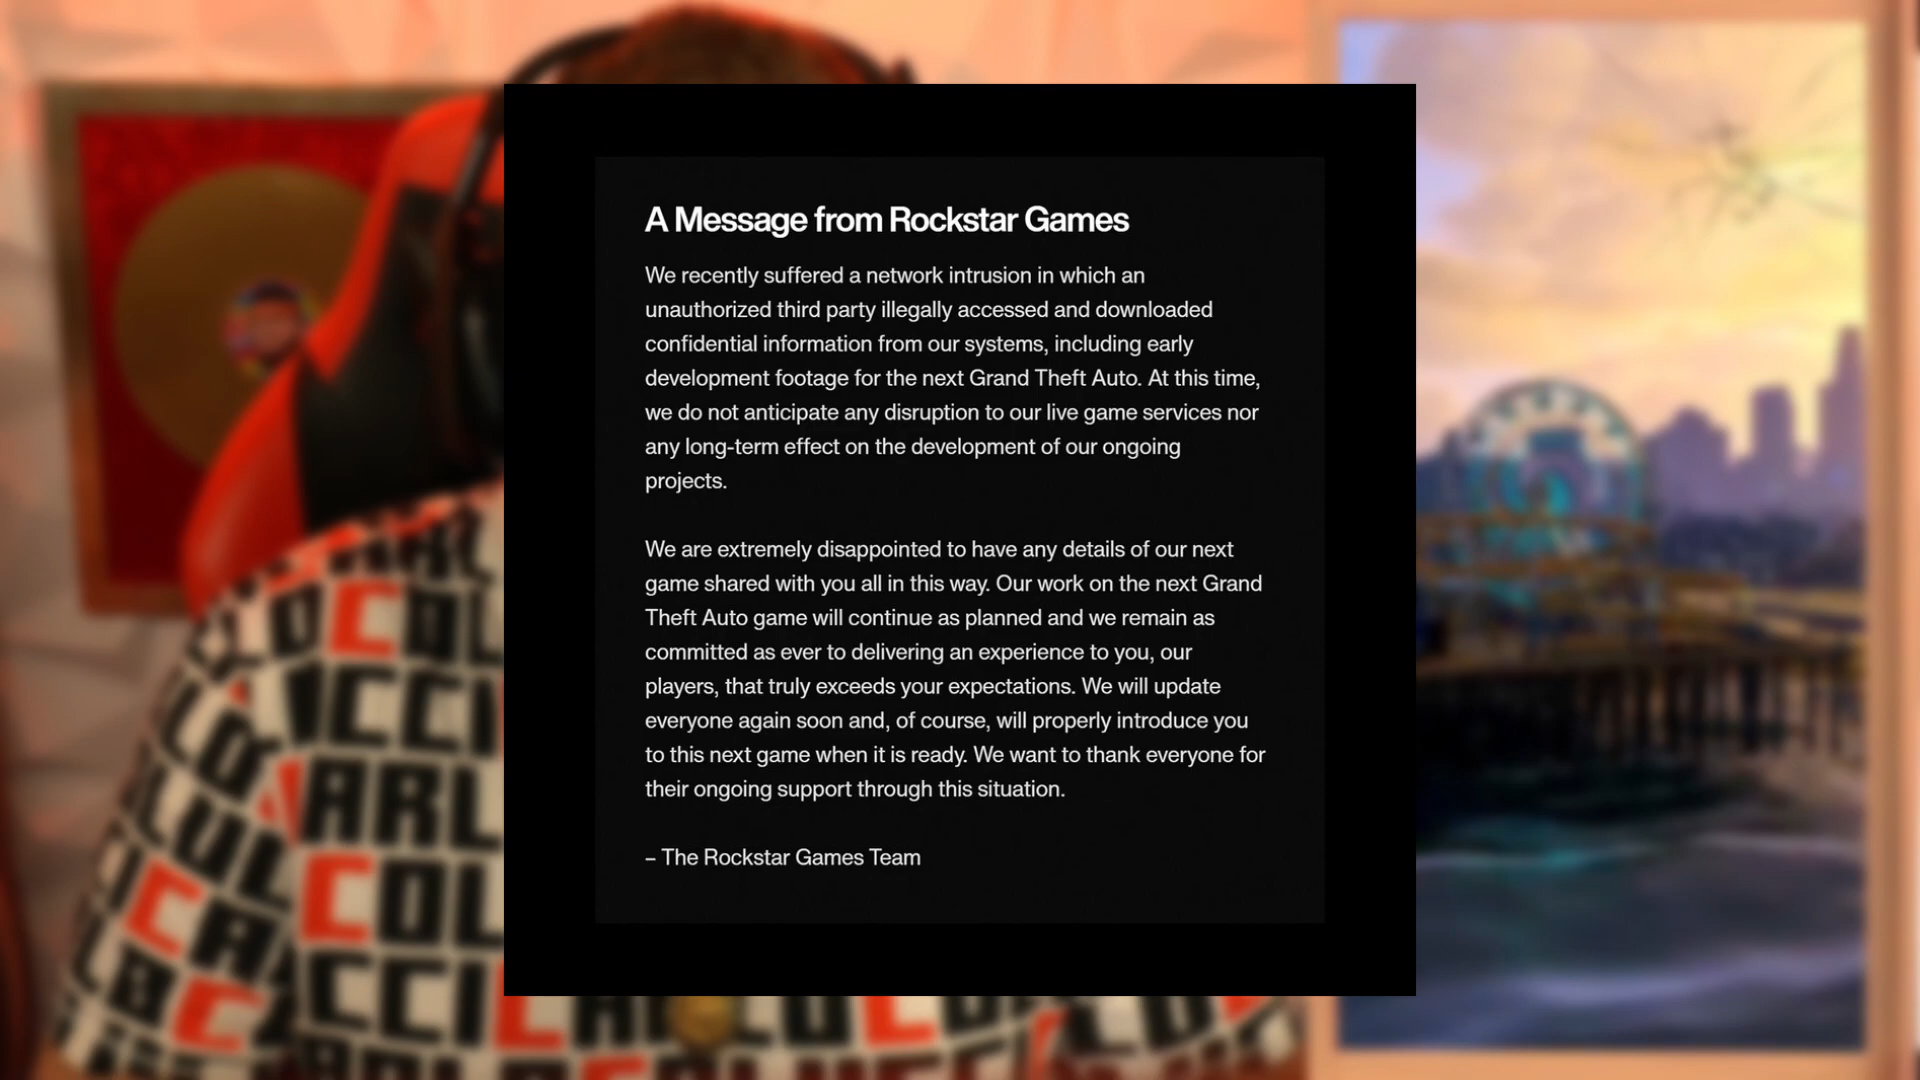 A Message from Rockstar Games
We recently suffered a network intrusion in which an
unauthorized third party illegally accessed and downloaded
confidential information from our systems, including early
development footage for the next Grand Theft Auto. At this time,
we do not anticipate any disruption to our live game services nor
any long-term effect on the development of our ongoing
projects.
We are extremely disappointed to have any details of our next
game shared with you all in this way. Our work on the next Grand
Theft Auto game will continue as planned and we remain as
committed as ever to delivering an experience to you, our
players, that truly exceeds your expectations. We will update
everyone again soon and, of course, will properly introduce you
to this next game when it is ready. We want to thank everyone for
their ongoing support through this situation.
– The Rockstar Games Team